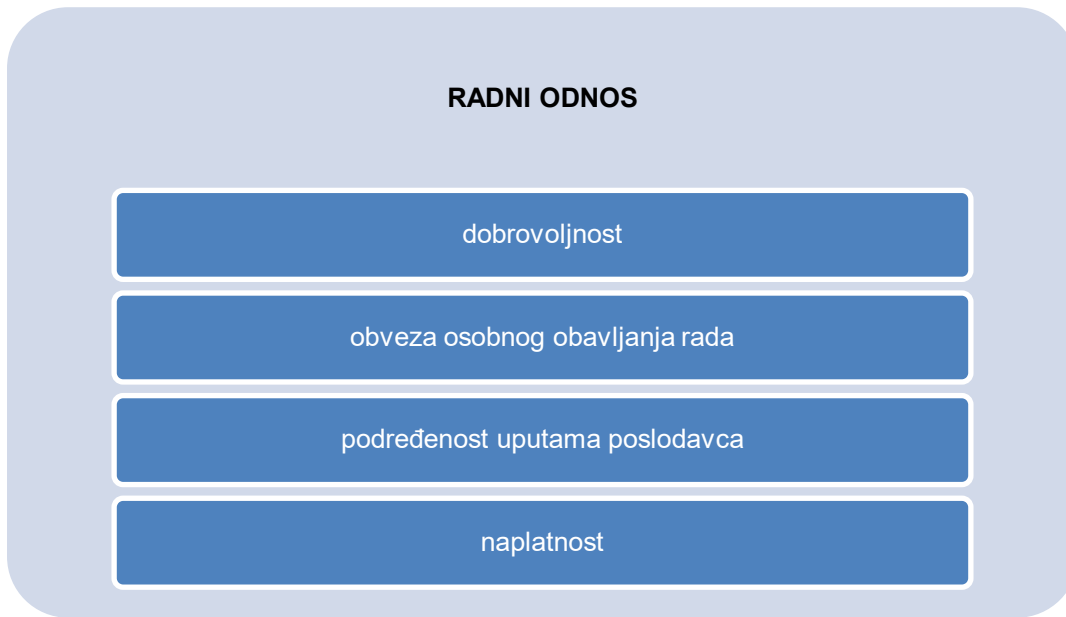 RADNI ODNOS
dobrovoljnost
obveza osobnog obavljanja rada
podređenost uputama poslodavca
naplatnost